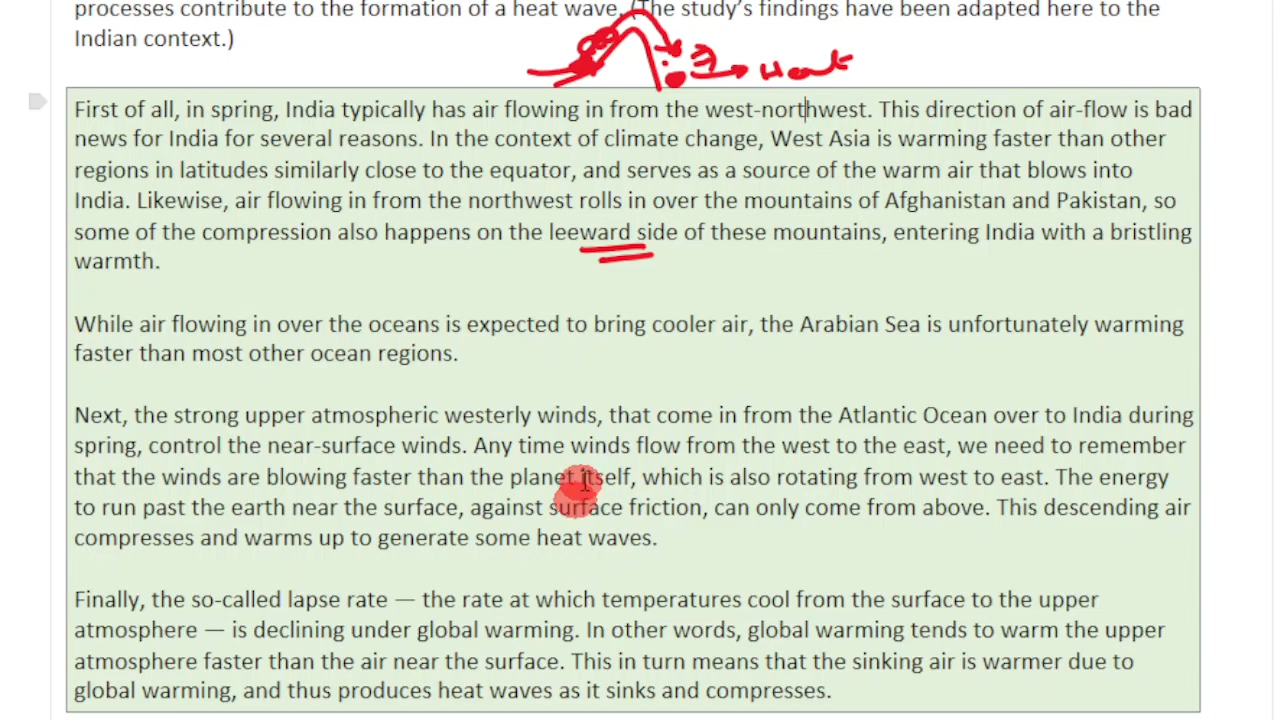 processes contribute to the formation of a heat wave. (The study's findings have been adapted here to the
Indian context.)
Heat
First of all, in spring, India typically has air flowing in from the west-northwest. This direction of air-flow is bad
news for India for several reasons. In the context of climate change, West Asia is warming faster than other
regions in latitudes similarly close to the equator, and serves as a source of the warm air that blows into
India. Likewise, air flowing in from the northwest rolls in over the mountains of Afghanistan and Pakistan, so
some of the compression also happens on the leeward side of these mountains, entering India with a bristling
warmth.
While air flowing in over the oceans is expected to bring cooler air, the Arabian Sea is unfortunately warming
faster than most other ocean regions.
Next, the strong upper atmospheric westerly winds, that come in from the Atlantic Ocean over to India during
spring, control the near-surface winds. Any time winds flow from the west to the east, we need to remember
that the winds are blowing faster than the planet itself, which is also rotating from west to east. The energy
to run past the earth near the surface, against surface friction, can only come from above. This descending air
compresses and warms up to generate some heat waves.
Finally, the so-called lapse rate — the rate at which temperatures cool from the surface to the upper
atmosphere — is declining under global warming. In other words, global warming tends to warm the upper
atmosphere faster than the air near the surface. This in turn means that the sinking air is warmer due to
global warming, and thus produces heat waves as it sinks and compresses.